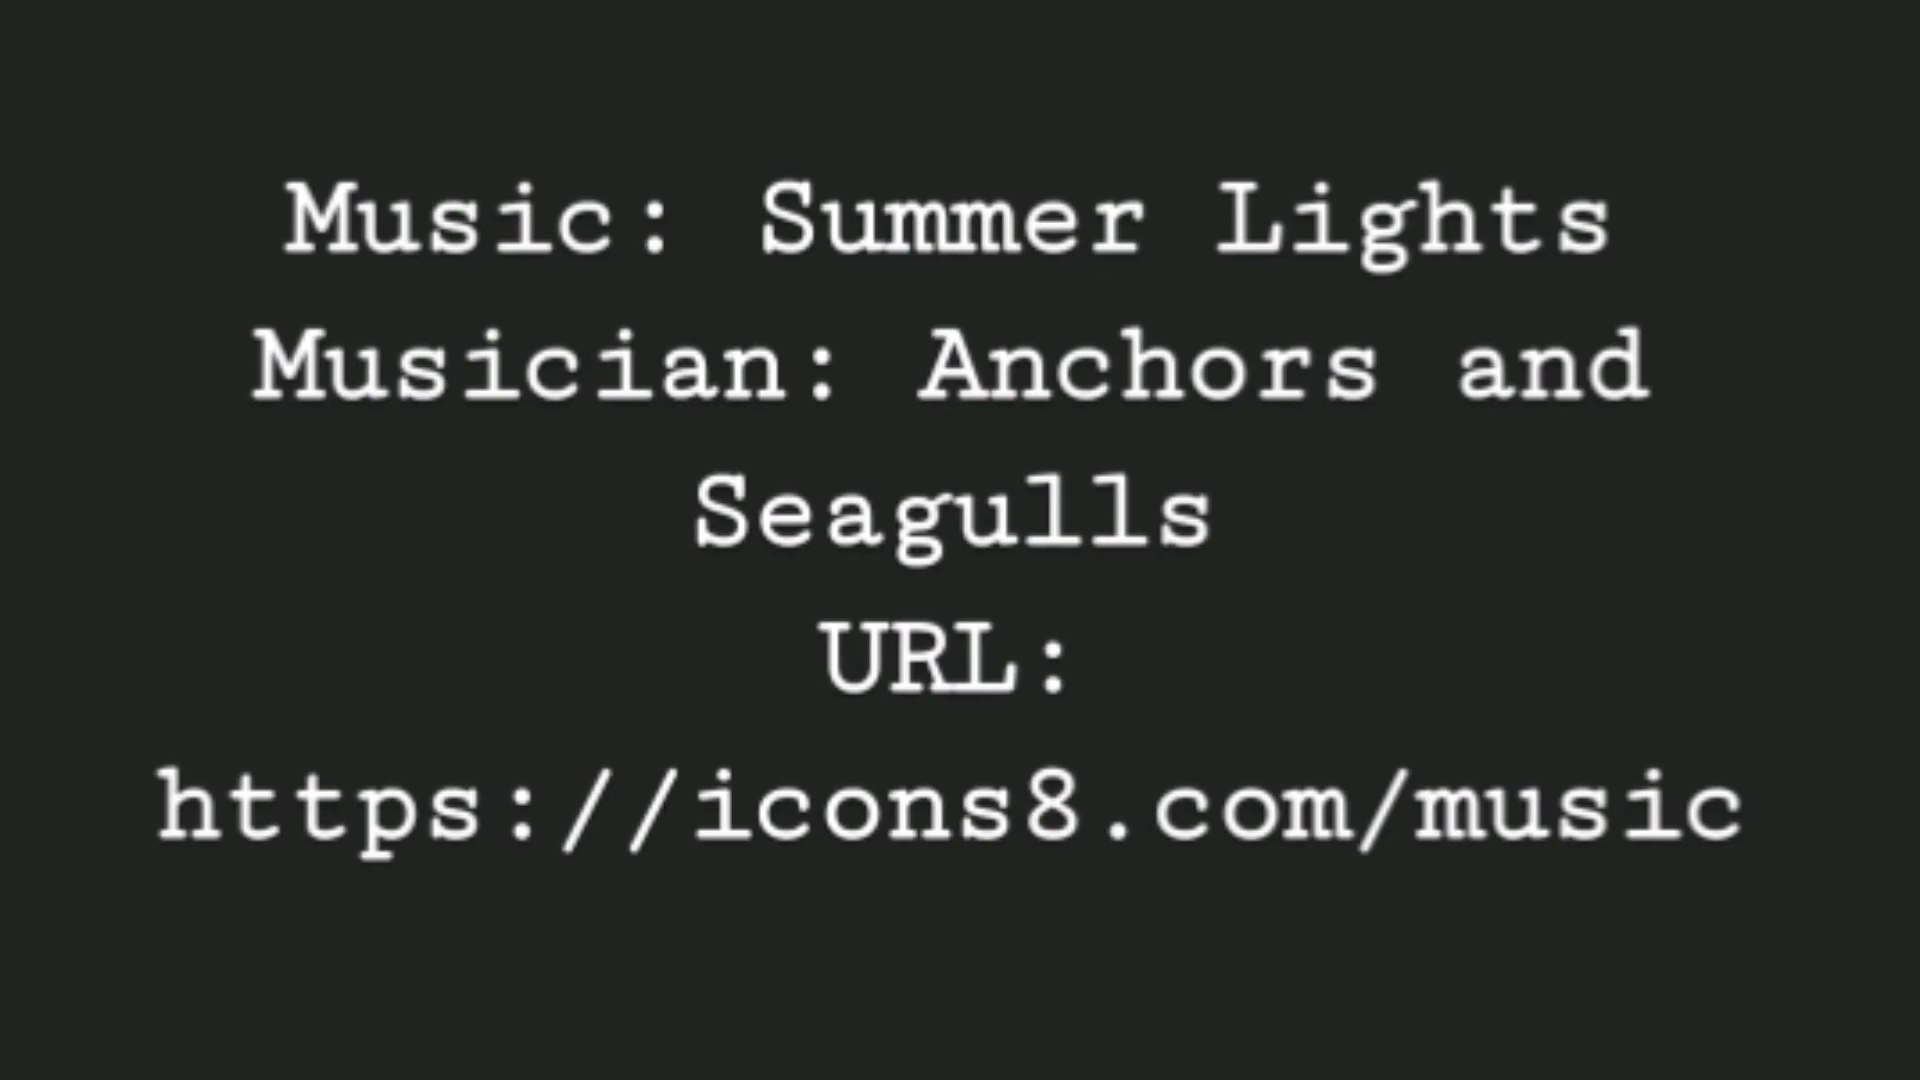 Music: Summer Lights
Musician: Anchors and
Seagulls
URL:
https://icons8.com/music